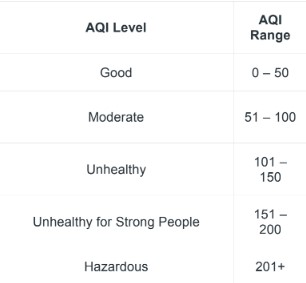 AQI Level
AQI
Range
Good
0 – 50
Moderate
51 – 100
Unhealthy
101 –
150
Unhealthy for Strong People
151 –
200
Hazardous
201+